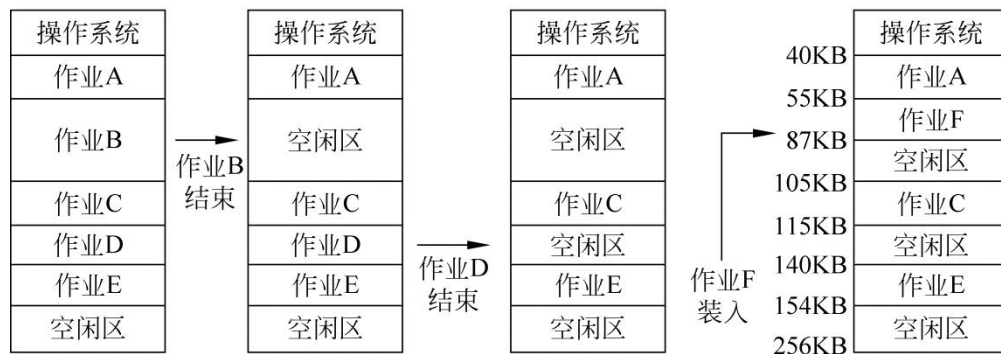 操作系统
作业A
作业B
作业C
作业D
作业E
空闲区
作业B
结束
操作系统
作业A
空闲区
作业C
作业D
作业E
空闲区
作业D
结束
操作系统
作业A
空闲区
作业C
空闲区
作业E
空闲区
作业F
装入
40KB
55KB
87KB
105KB
115KB
140KB
154KB
256KB
操作系统
作业A
作业F
空闲区
作业C
空闲区
作业E
空闲区